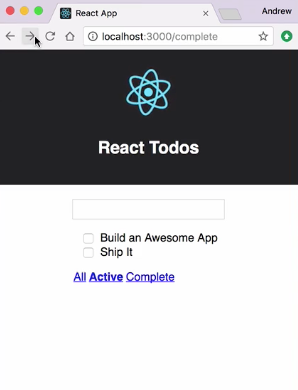 React App
Andrew
localhost:3000/complete
React Todos
Build an Awesome App
Ship It
All Active Complete